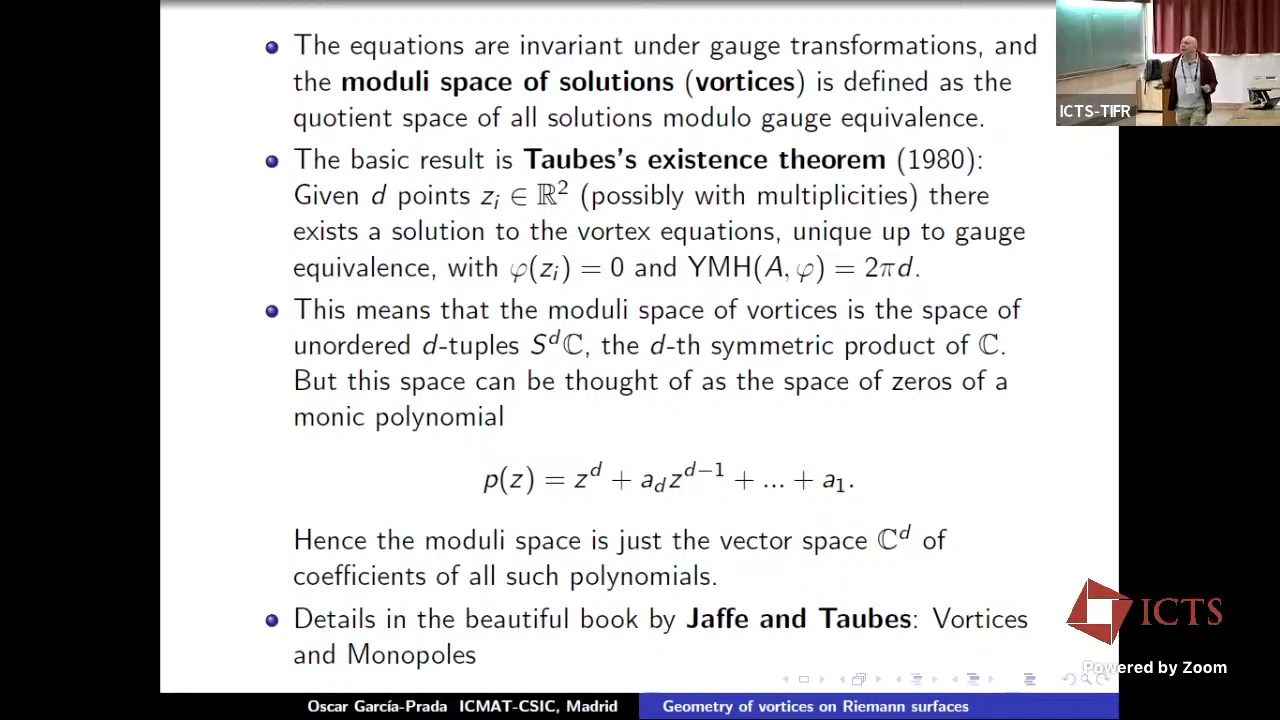 The equations are invariant under gauge transformations, and
the moduli space of solutions (vortices) is defined as the
quotient space of all solutions modulo gauge equivalence.
The basic result is Taubes's existence theorem (1980):
Given d points z_i ∈ ℝ² (possibly with multiplicities) there
exists a solution to the vortex equations, unique up to gauge
equivalence, with φ(z_i) = 0 and YMH(A, φ) = 2πd.
This means that the moduli space of vortices is the space of
unordered d-tuples S^dℂ, the d-th symmetric product of ℂ.
But this space can be thought of as the space of zeros of a
monic polynomial
p(z) = z^d + a_d z^{d−1} + ... + a_1.
Hence the moduli space is just the vector space ℂ^d of
coefficients of all such polynomials.
Details in the beautiful book by Jaffe and Taubes: Vortices
and Monopoles
Oscar García-Prada ICMAT-CSIC, Madrid
Geometry of vortices on Riemann surfaces
ICTS-TIFR
ICTS
Powered by Zoom